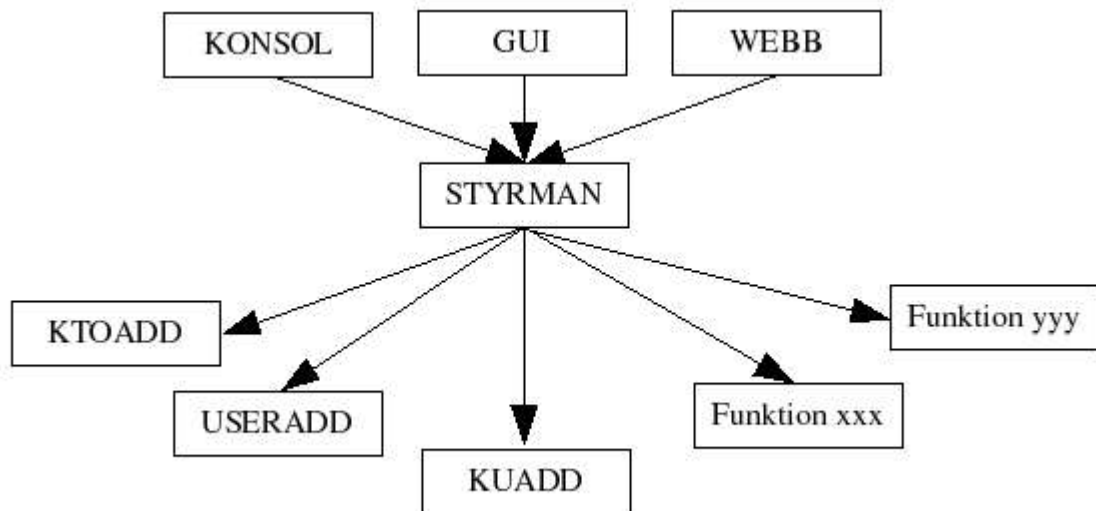 KONSOL
GUI
WEBB
STYRMAN
KTOADD
USERADD
KUADD
Funktion xxx
Funktion yyy